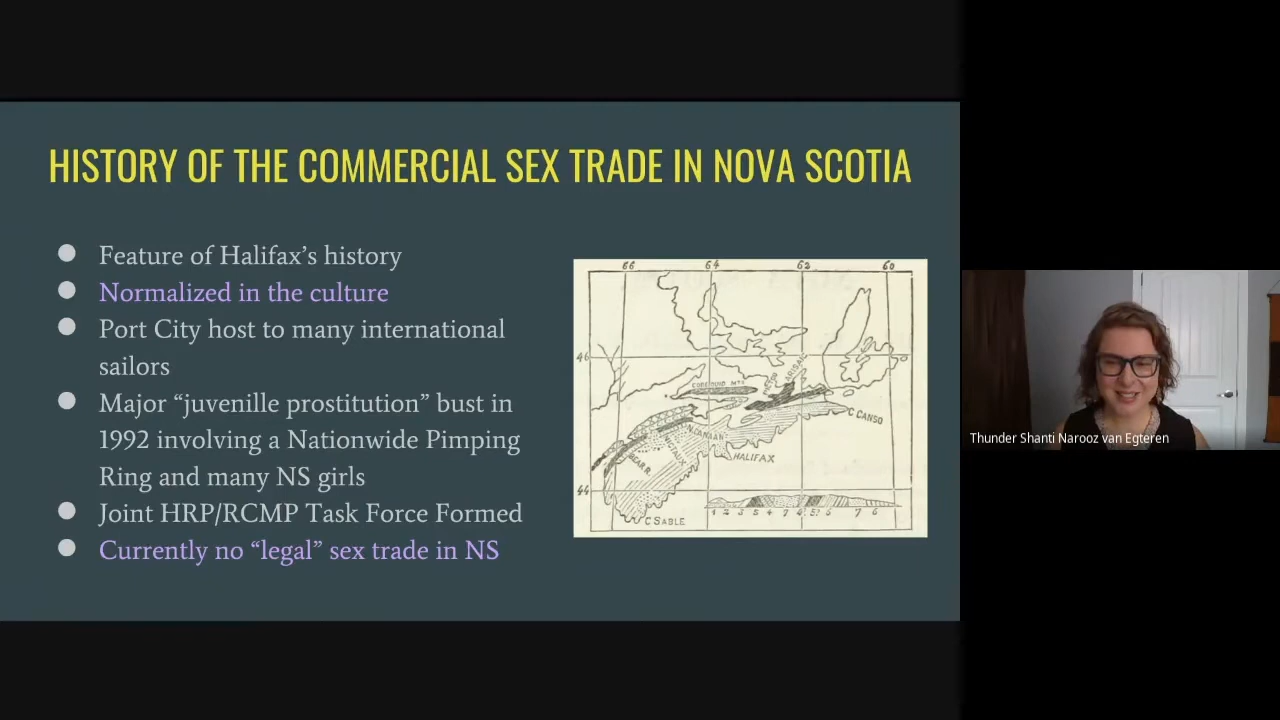 HISTORY OF THE COMMERCIAL SEX TRADE IN NOVA SCOTIA
Feature of Halifax’s history
Normalized in the culture
Port City host to many international
sailors
Major “juvenille prostitution” bust in
1992 involving a Nationwide Pimping
Ring and many NS girls
Joint HRP/RCMP Task Force Formed
Currently no “legal” sex trade in NS
66 64 62 60
46
COBEQUID MTS
ARISAIG
C CANSO
HALIFAX
44
C SABLE
Thunder Shanti Narooz van Egteren